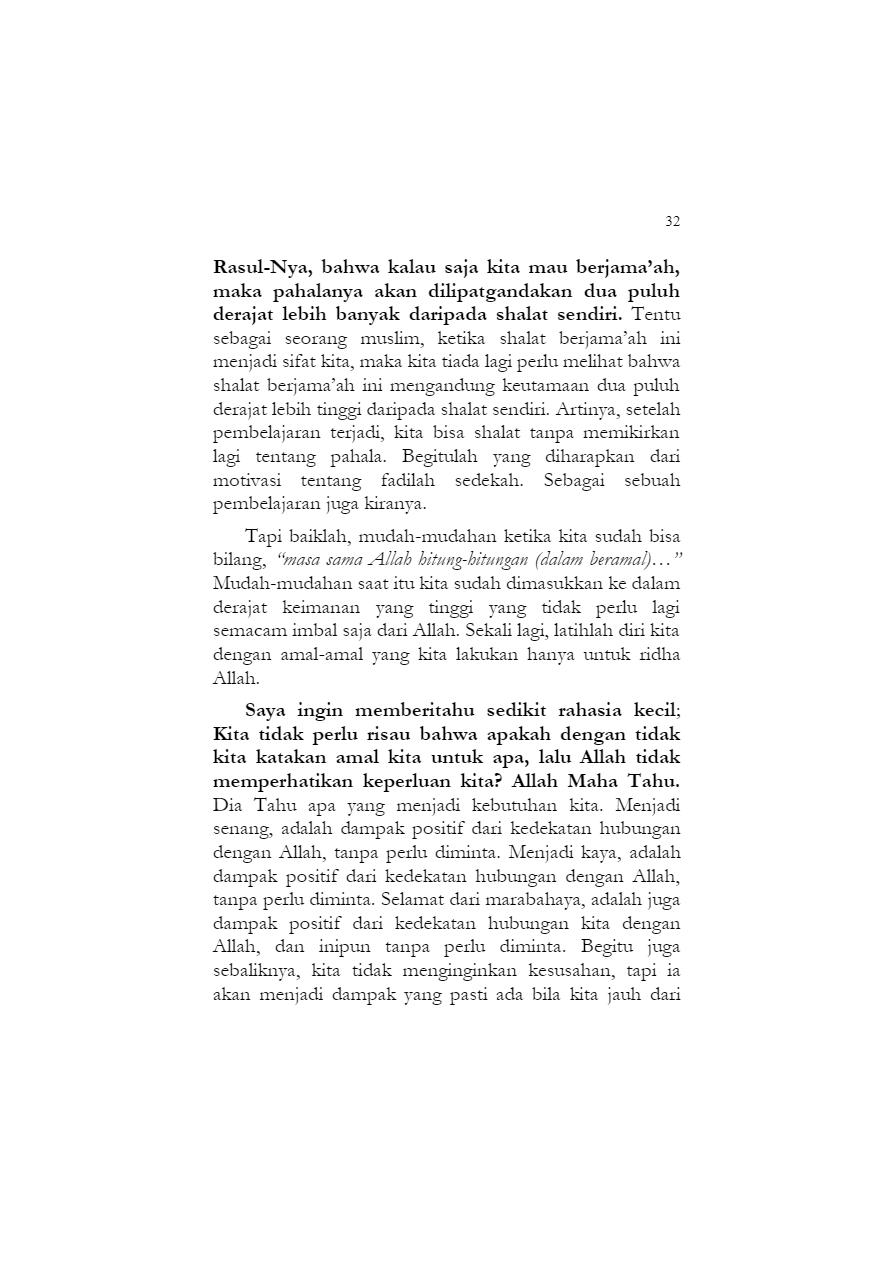 32
Rasul-Nya, bahwa kalau saja kita mau berjama’ah,
maka pahalanya akan dilipatgandakan dua puluh
derajat lebih banyak daripada shalat sendiri. Tentu
sebagai seorang muslim, ketika shalat berjama’ah ini
menjadi sifat kita, maka kita tiada lagi perlu melihat bahwa
shalat berjama’ah ini mengandung keutamaan dua puluh
derajat lebih tinggi daripada shalat sendiri. Artinya, setelah
pembelajaran terjadi, kita bisa shalat tanpa memikirkan
lagi tentang pahala. Begitulah yang diharapkan dari
motivasi tentang fadilah sedekah. Sebagai sebuah
pembelajaran juga kiranya.
Tapi baiklah, mudah-mudahan ketika kita sudah bisa
bilang, “masa sama Allah hitung-hitungan (dalam beramal)…”
Mudah-mudahan saat itu kita sudah dimasukkan ke dalam
derajat keimanan yang tinggi yang tidak perlu lagi
semacam imbal saja dari Allah. Sekali lagi, latihlah diri kita
dengan amal-amal yang kita lakukan hanya untuk ridha
Allah.
Saya ingin memberitahu sedikit rahasia kecil;
Kita tidak perlu risau bahwa apakah dengan tidak
kita katakan amal kita untuk apa, lalu Allah tidak
memperhatikan keperluan kita? Allah Maha Tahu.
Dia Tahu apa yang menjadi kebutuhan kita. Menjadi
senang, adalah dampak positif dari kedekatan hubungan
dengan Allah, tanpa perlu diminta. Menjadi kaya, adalah
dampak positif dari kedekatan hubungan dengan Allah,
tanpa perlu diminta. Selamat dari marabahaya, adalah juga
dampak positif dari kedekatan hubungan kita dengan
Allah, dan inipun tanpa perlu diminta. Begitu juga
sebaliknya, kita tidak menginginkan kesusahan, tapi ia
akan menjadi dampak yang pasti ada bila kita jauh dari